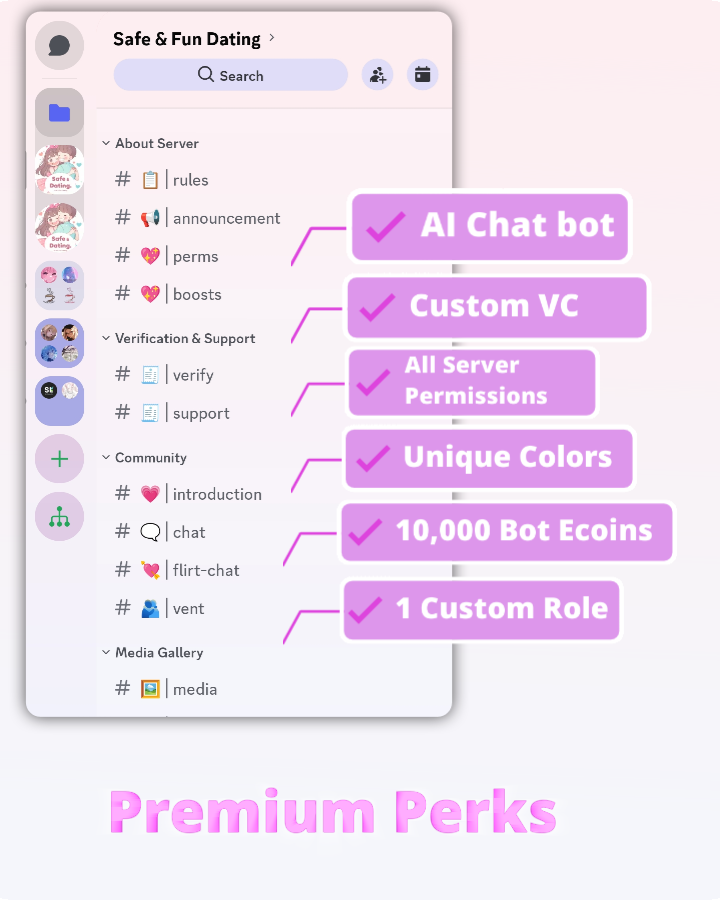 Safe & Fun Dating
Search
About Server
# | rules
# | announcement
# | perms
# | boosts
Verification & Support
# | verify
# | support
Community
# | introduction
# | chat
# | flirt-chat
# | vent
Media Gallery
# | media
Safe &
Dating.
Safe &
Dating.
AI Chat bot
Custom VC
All Server
Permissions
Unique Colors
10,000 Bot Ecoins
1 Custom Role
Premium Perks